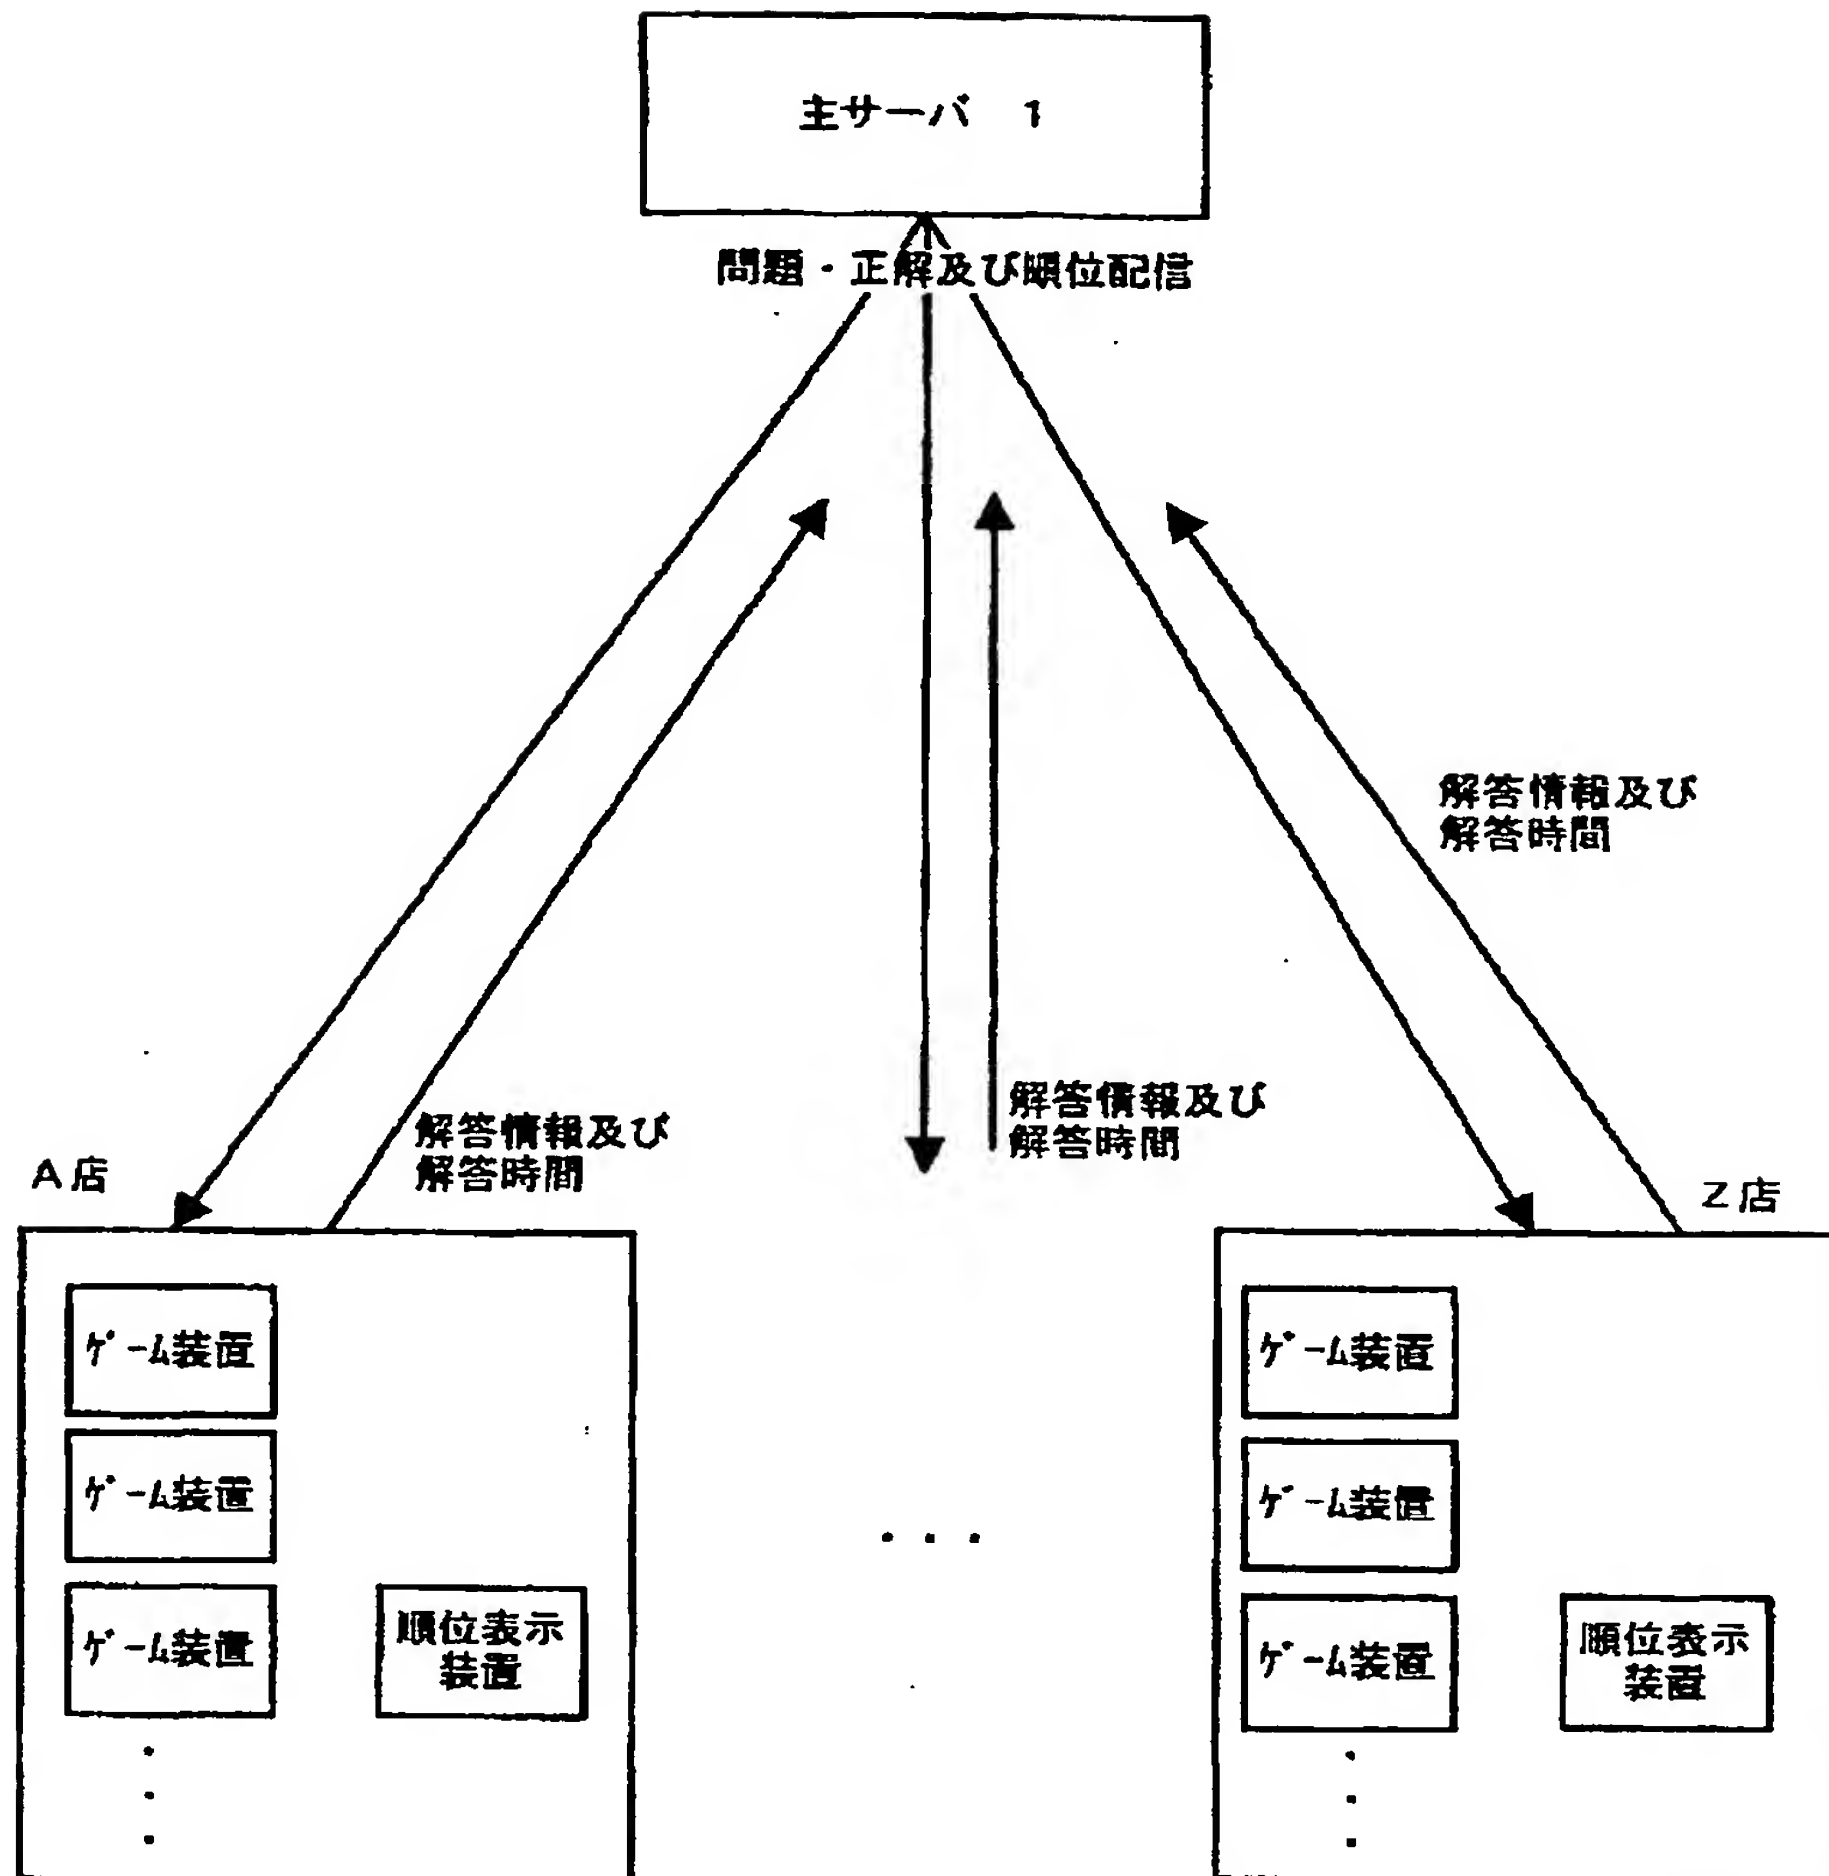 主サーバ 1
問題・正解及び順位配信
解答情報及び
解答時間
解答情報及び
解答時間
解答情報及び
解答時間
A店
Z店
ｹﾞｰﾑ装置
ｹﾞｰﾑ装置
ｹﾞｰﾑ装置
順位表示
装置
・・・
ｹﾞｰﾑ装置
ｹﾞｰﾑ装置
ｹﾞｰﾑ装置
順位表示
装置